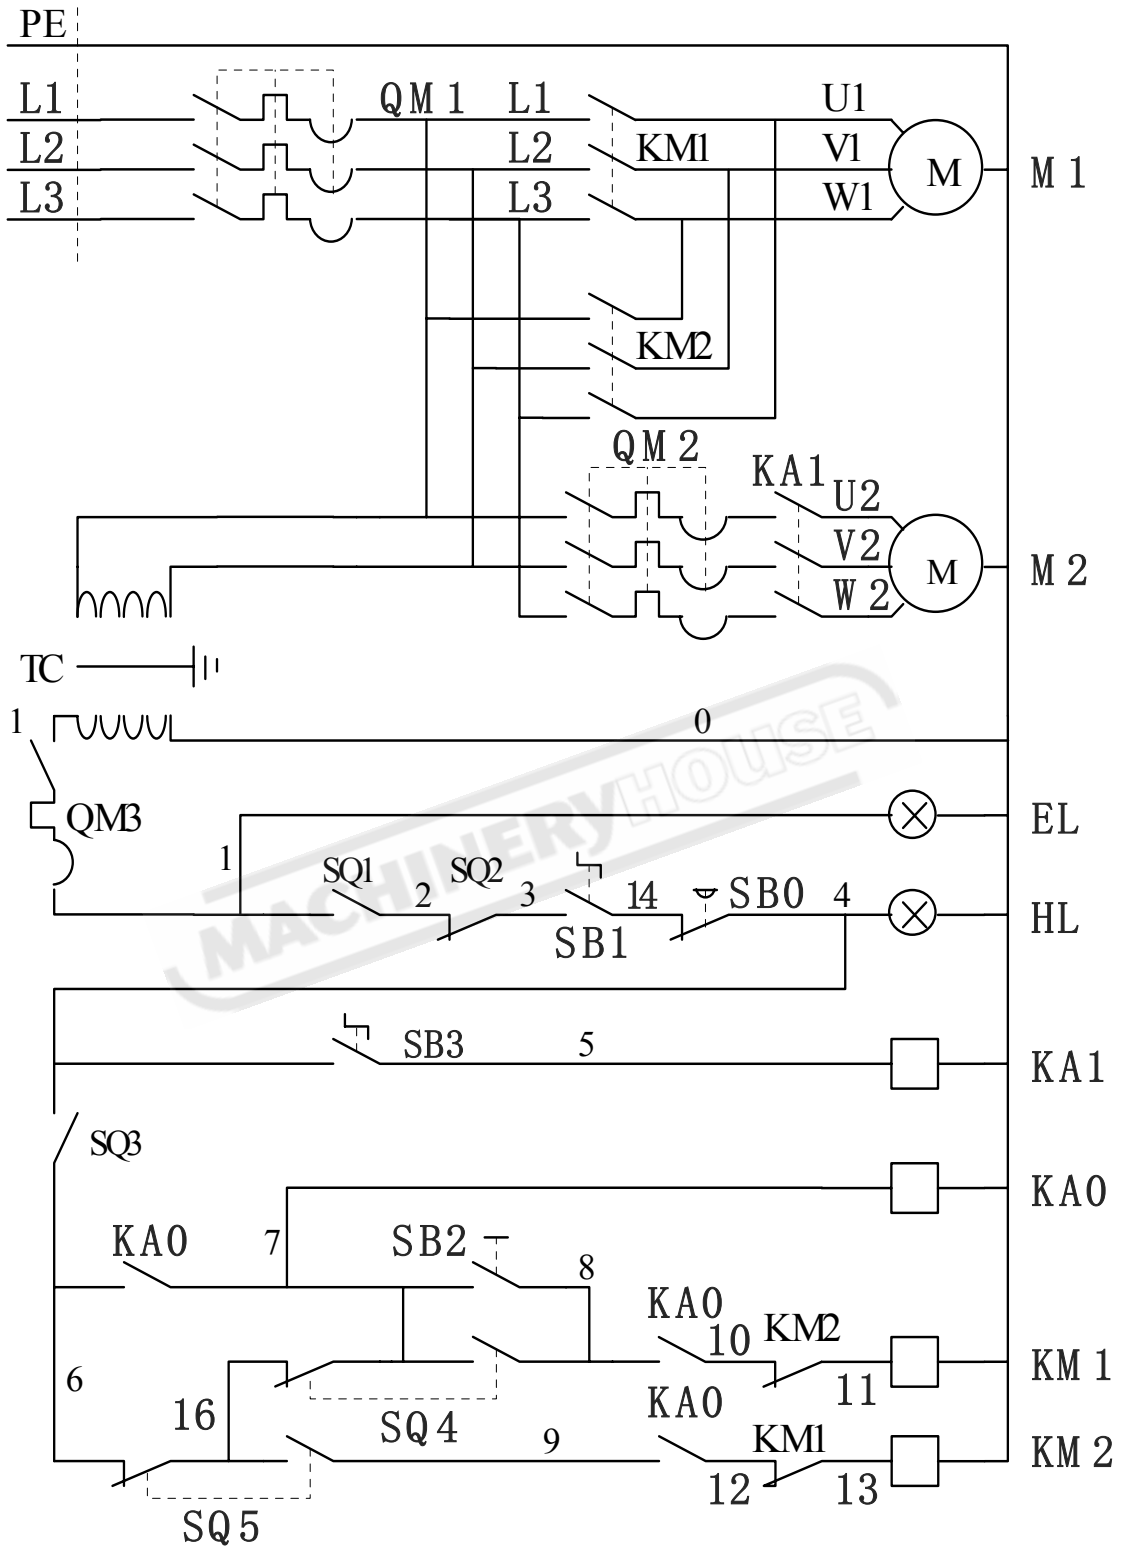 PE
L1 QM1 L1 U1
L2 L2 KM1 V1 M M1
L3 L3 W1
KM2
QM2 KA1
U2
V2
M M2
W2
TC
1 0
QM3 EL
1 SQ1 2 SQ2 3 14 SB0 4 HL
SB1
MACHINERYHOUSE
SB3 5 KA1
SQ3
KA0
KA0 7 SB2 8
KA0 10 KM2 KM1
6 11
16 SQ4 KA0
9 KM1 KM2
12 13
SQ5